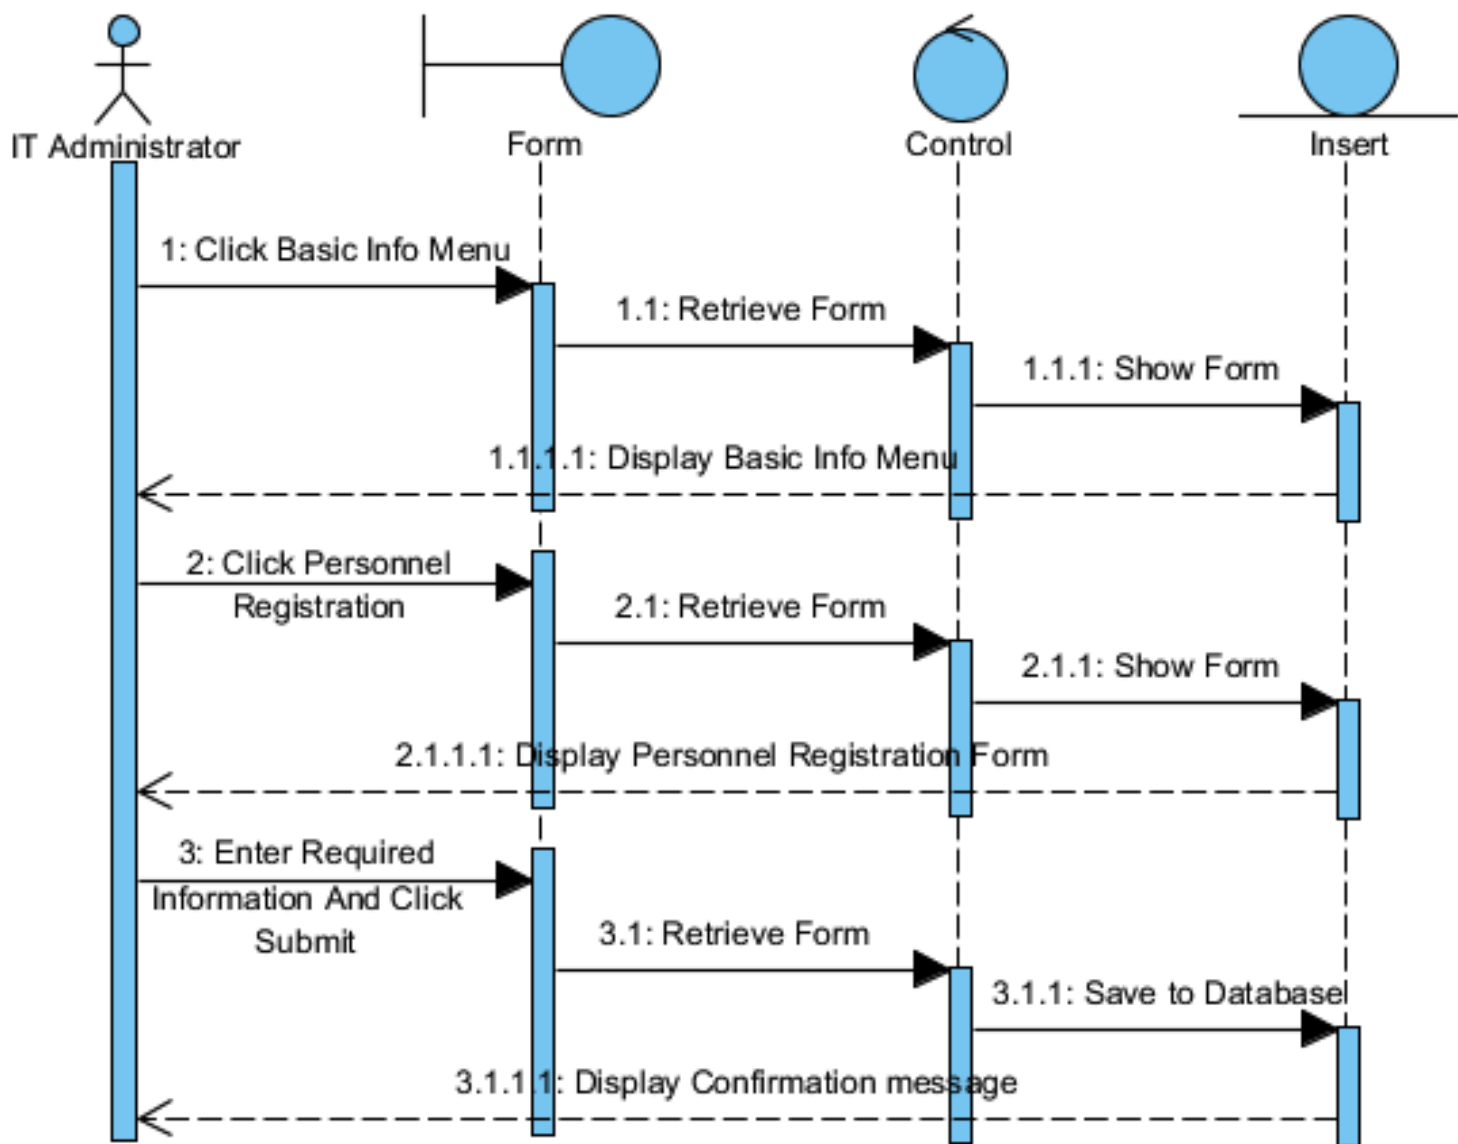 IT Administrator
Form
Control
Insert
1: Click Basic Info Menu
1.1: Retrieve Form
1.1.1: Show Form
1.1.1.1: Display Basic Info Menu
2: Click Personnel
Registration
2.1: Retrieve Form
2.1.1: Show Form
2.1.1.1: Display Personnel Registration Form
3: Enter Required
Information And Click
Submit
3.1: Retrieve Form
3.1.1: Save to Database
3.1.1.1: Display Confirmation message